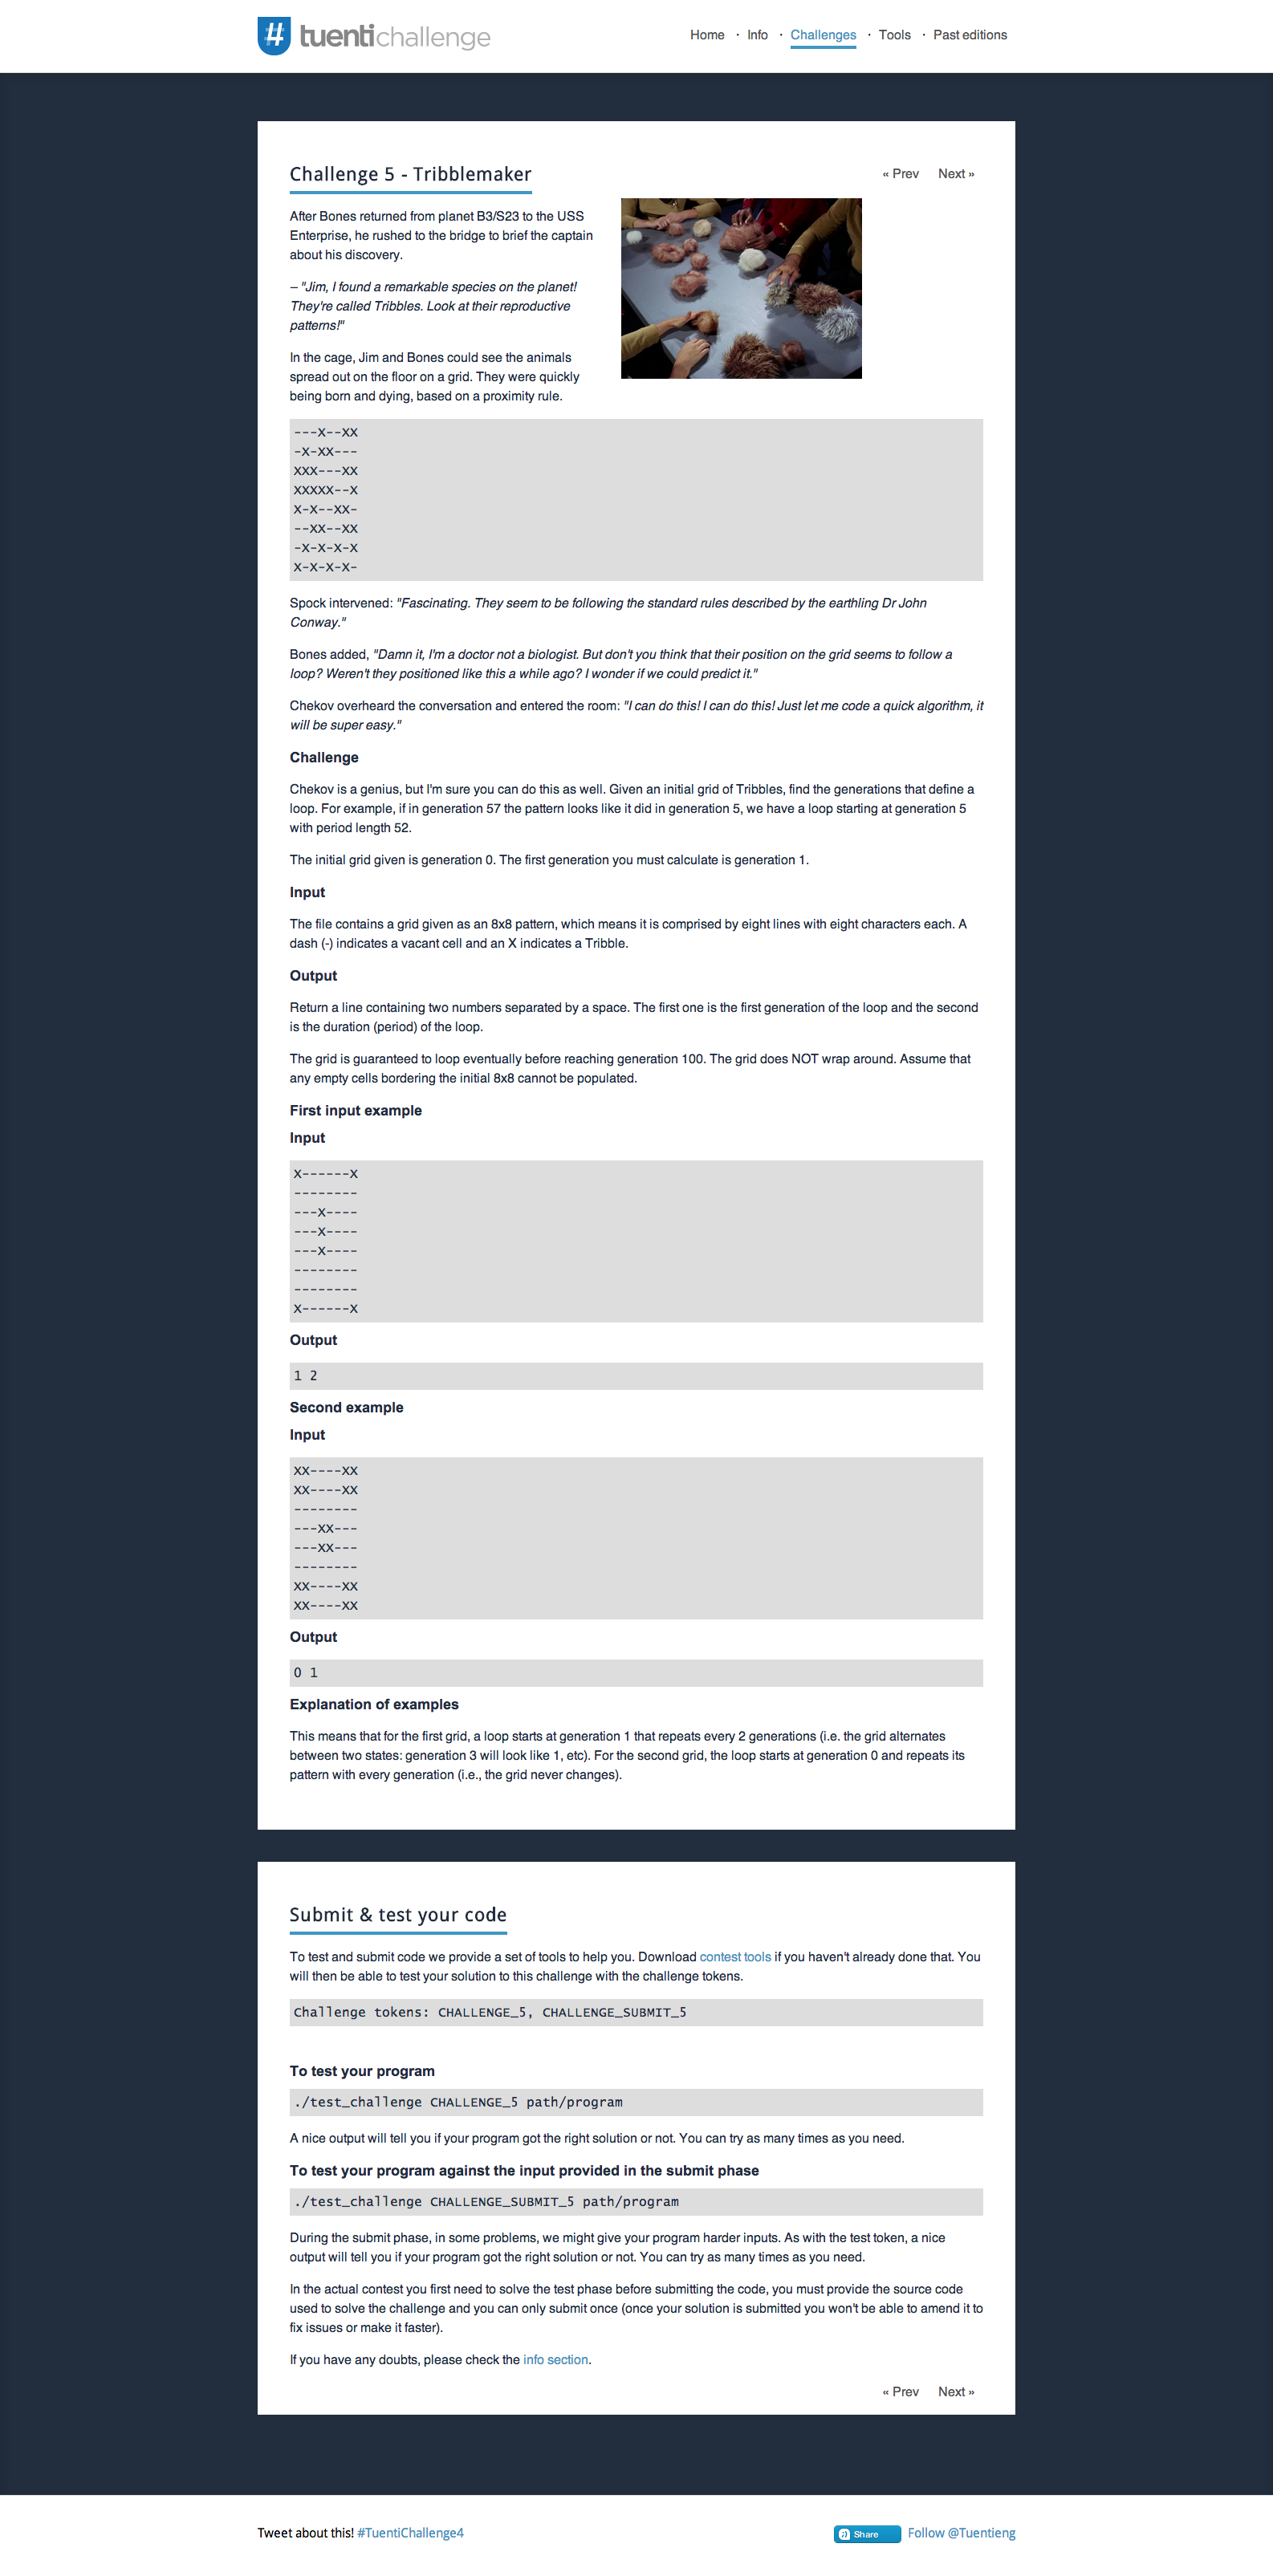 # tuentichallenge
Home · Info · Challenges · Tools · Past editions
Challenge 5 - Tribblemaker
« Prev Next »
After Bones returned from planet B3/S23 to the USS
Enterprise, he rushed to the bridge to brief the captain
about his discovery.
– "Jim, I found a remarkable species on the planet!
They're called Tribbles. Look at their reproductive
patterns!"
In the cage, Jim and Bones could see the animals
spread out on the floor on a grid. They were quickly
being born and dying, based on a proximity rule.
---X--XX
-X-XX---
XXX---XX
XXXXX--X
X-X--XX-
--XX--XX
-X-X-X-X
X-X-X-X-
Spock intervened: "Fascinating. They seem to be following the standard rules described by the earthling Dr John
Conway."
Bones added, "Damn it, I'm a doctor not a biologist. But don't you think that their position on the grid seems to follow a
loop? Weren't they positioned like this a while ago? I wonder if we could predict it."
Chekov overheard the conversation and entered the room: "I can do this! I can do this! Just let me code a quick algorithm, it
will be super easy."
Challenge
Chekov is a genius, but I'm sure you can do this as well. Given an initial grid of Tribbles, find the generations that define a
loop. For example, if in generation 57 the pattern looks like it did in generation 5, we have a loop starting at generation 5
with period length 52.
The initial grid given is generation 0. The first generation you must calculate is generation 1.
Input
The file contains a grid given as an 8x8 pattern, which means it is comprised by eight lines with eight characters each. A
dash (-) indicates a vacant cell and an X indicates a Tribble.
Output
Return a line containing two numbers separated by a space. The first one is the first generation of the loop and the second
is the duration (period) of the loop.
The grid is guaranteed to loop eventually before reaching generation 100. The grid does NOT wrap around. Assume that
any empty cells bordering the initial 8x8 cannot be populated.
First input example
Input
X------X
--------
---X----
---X----
---X----
--------
--------
X------X
Output
1 2
Second example
Input
XX----XX
XX----XX
--------
---XX---
---XX---
--------
XX----XX
XX----XX
Output
0 1
Explanation of examples
This means that for the first grid, a loop starts at generation 1 that repeats every 2 generations (i.e. the grid alternates
between two states: generation 3 will look like 1, etc). For the second grid, the loop starts at generation 0 and repeats its
pattern with every generation (i.e., the grid never changes).
Submit & test your code
To test and submit code we provide a set of tools to help you. Download contest tools if you haven't already done that. You
will then be able to test your solution to this challenge with the challenge tokens.
Challenge tokens: CHALLENGE_5, CHALLENGE_SUBMIT_5
To test your program
./test_challenge CHALLENGE_5 path/program
A nice output will tell you if your program got the right solution or not. You can try as many times as you need.
To test your program against the input provided in the submit phase
./test_challenge CHALLENGE_SUBMIT_5 path/program
During the submit phase, in some problems, we might give your program harder inputs. As with the test token, a nice
output will tell you if your program got the right solution or not. You can try as many times as you need.
In the actual contest you first need to solve the test phase before submitting the code, you must provide the source code
used to solve the challenge and you can only submit once (once your solution is submitted you won't be able to amend it to
fix issues or make it faster).
If you have any doubts, please check the info section.
« Prev Next »
Tweet about this! #TuentiChallenge4
Share Follow @Tuentieng